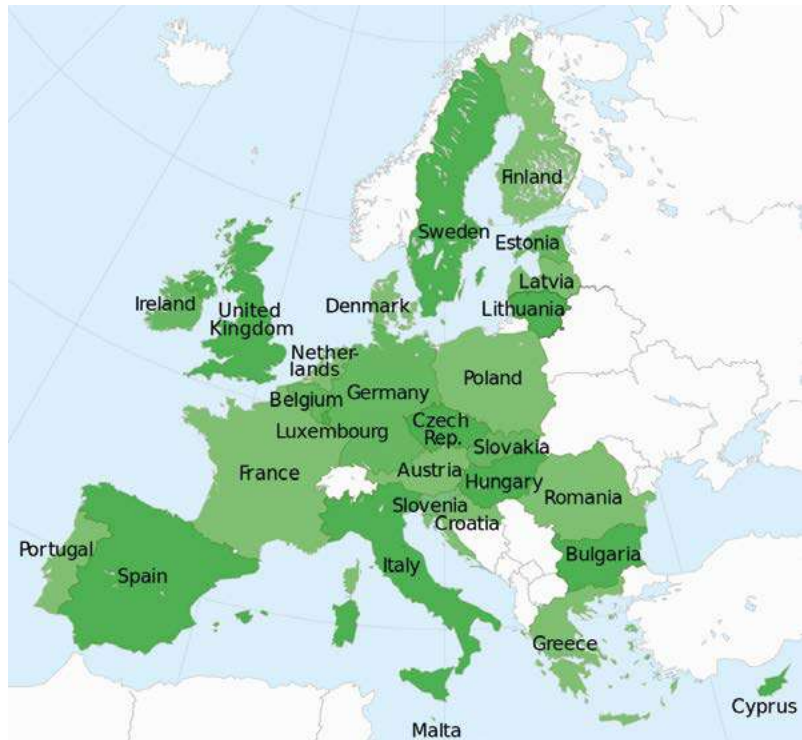 Finland
Sweden
Estonia
Latvia
Lithuania
Ireland
United
Kingdom
Denmark
Nether-
lands
Belgium
Germany
Poland
Luxembourg
Czech
Rep.
Slovakia
France
Austria
Hungary
Slovenia
Croatia
Romania
Portugal
Spain
Italy
Bulgaria
Greece
Cyprus
Malta